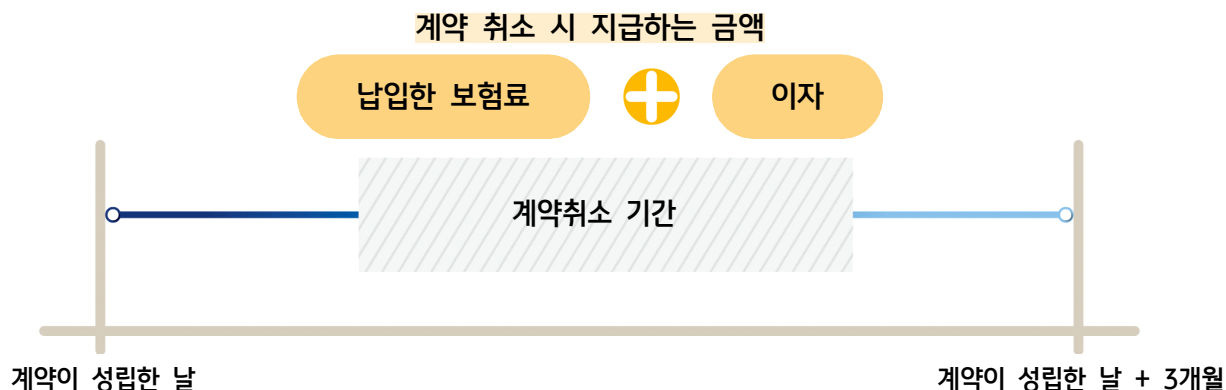 계약 취소 시 지급하는 금액
납입한 보험료
이자
계약취소 기간
계약이 성립한 날
계약이 성립한 날 + 3개월